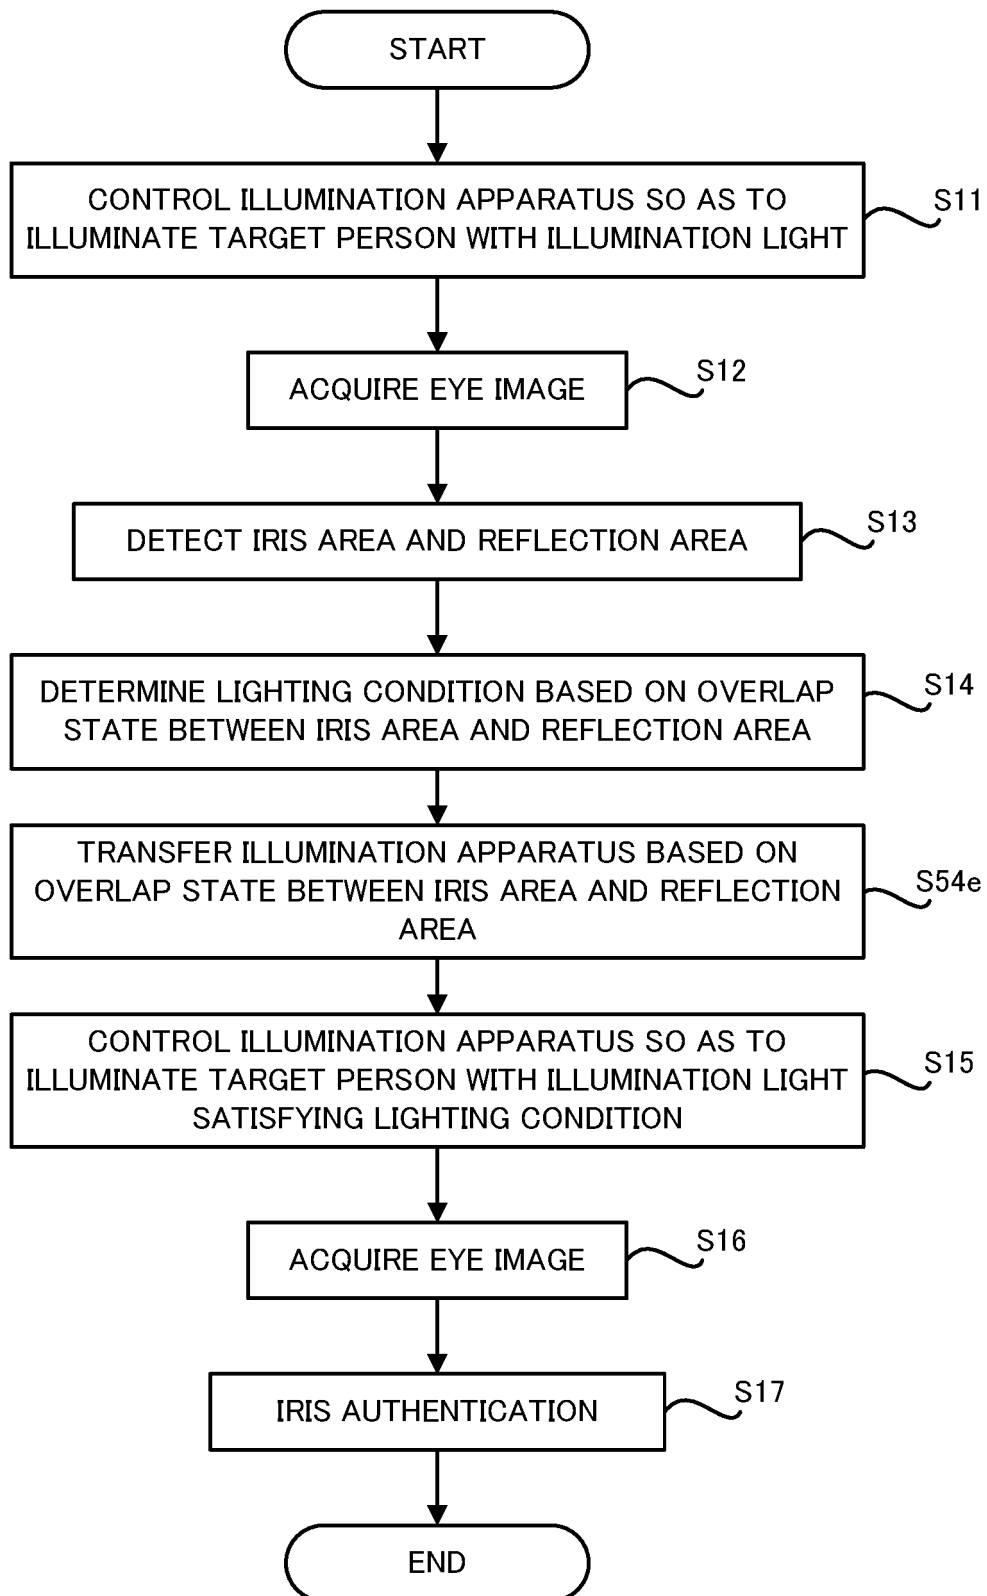 START
CONTROL ILLUMINATION APPARATUS SO AS TO
ILLUMINATE TARGET PERSON WITH ILLUMINATION LIGHT
S11
ACQUIRE EYE IMAGE
S12
DETECT IRIS AREA AND REFLECTION AREA
S13
DETERMINE LIGHTING CONDITION BASED ON OVERLAP
STATE BETWEEN IRIS AREA AND REFLECTION AREA
S14
TRANSFER ILLUMINATION APPARATUS BASED ON
OVERLAP STATE BETWEEN IRIS AREA AND REFLECTION
AREA
S54e
CONTROL ILLUMINATION APPARATUS SO AS TO
ILLUMINATE TARGET PERSON WITH ILLUMINATION LIGHT
SATISFYING LIGHTING CONDITION
S15
ACQUIRE EYE IMAGE
S16
IRIS AUTHENTICATION
S17
END